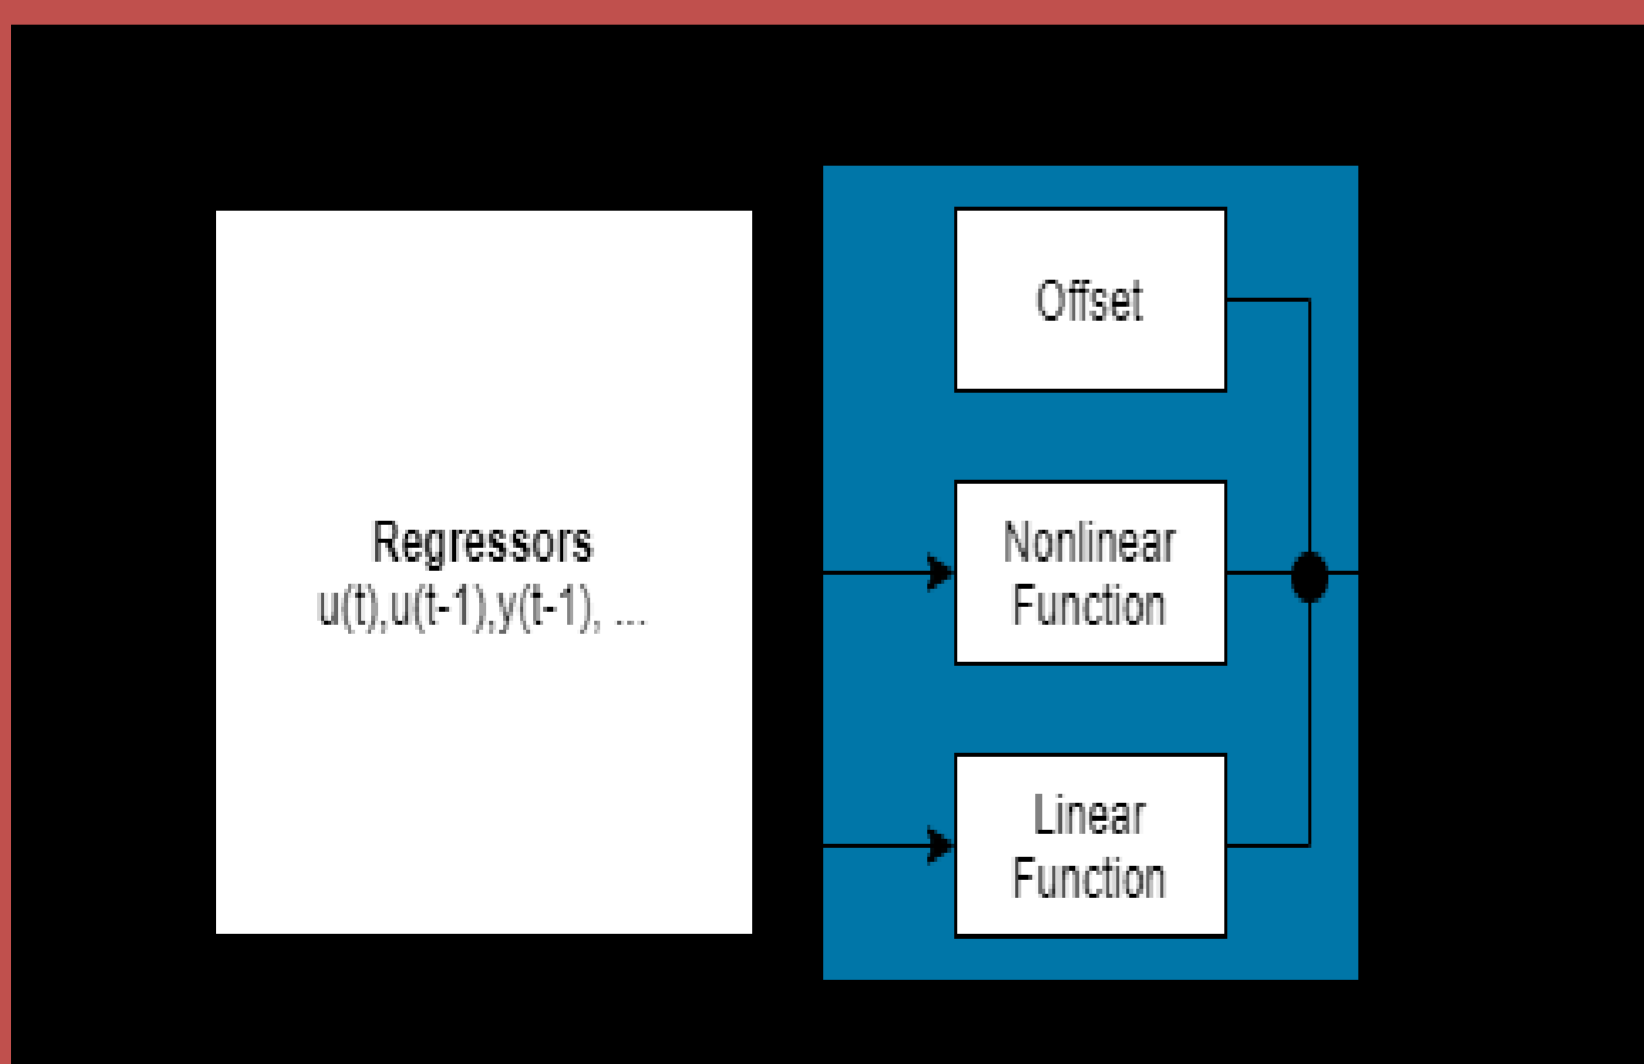 Regressors
u(t),u(t-1),y(t-1), ...
Offset
Nonlinear
Function
Linear
Function